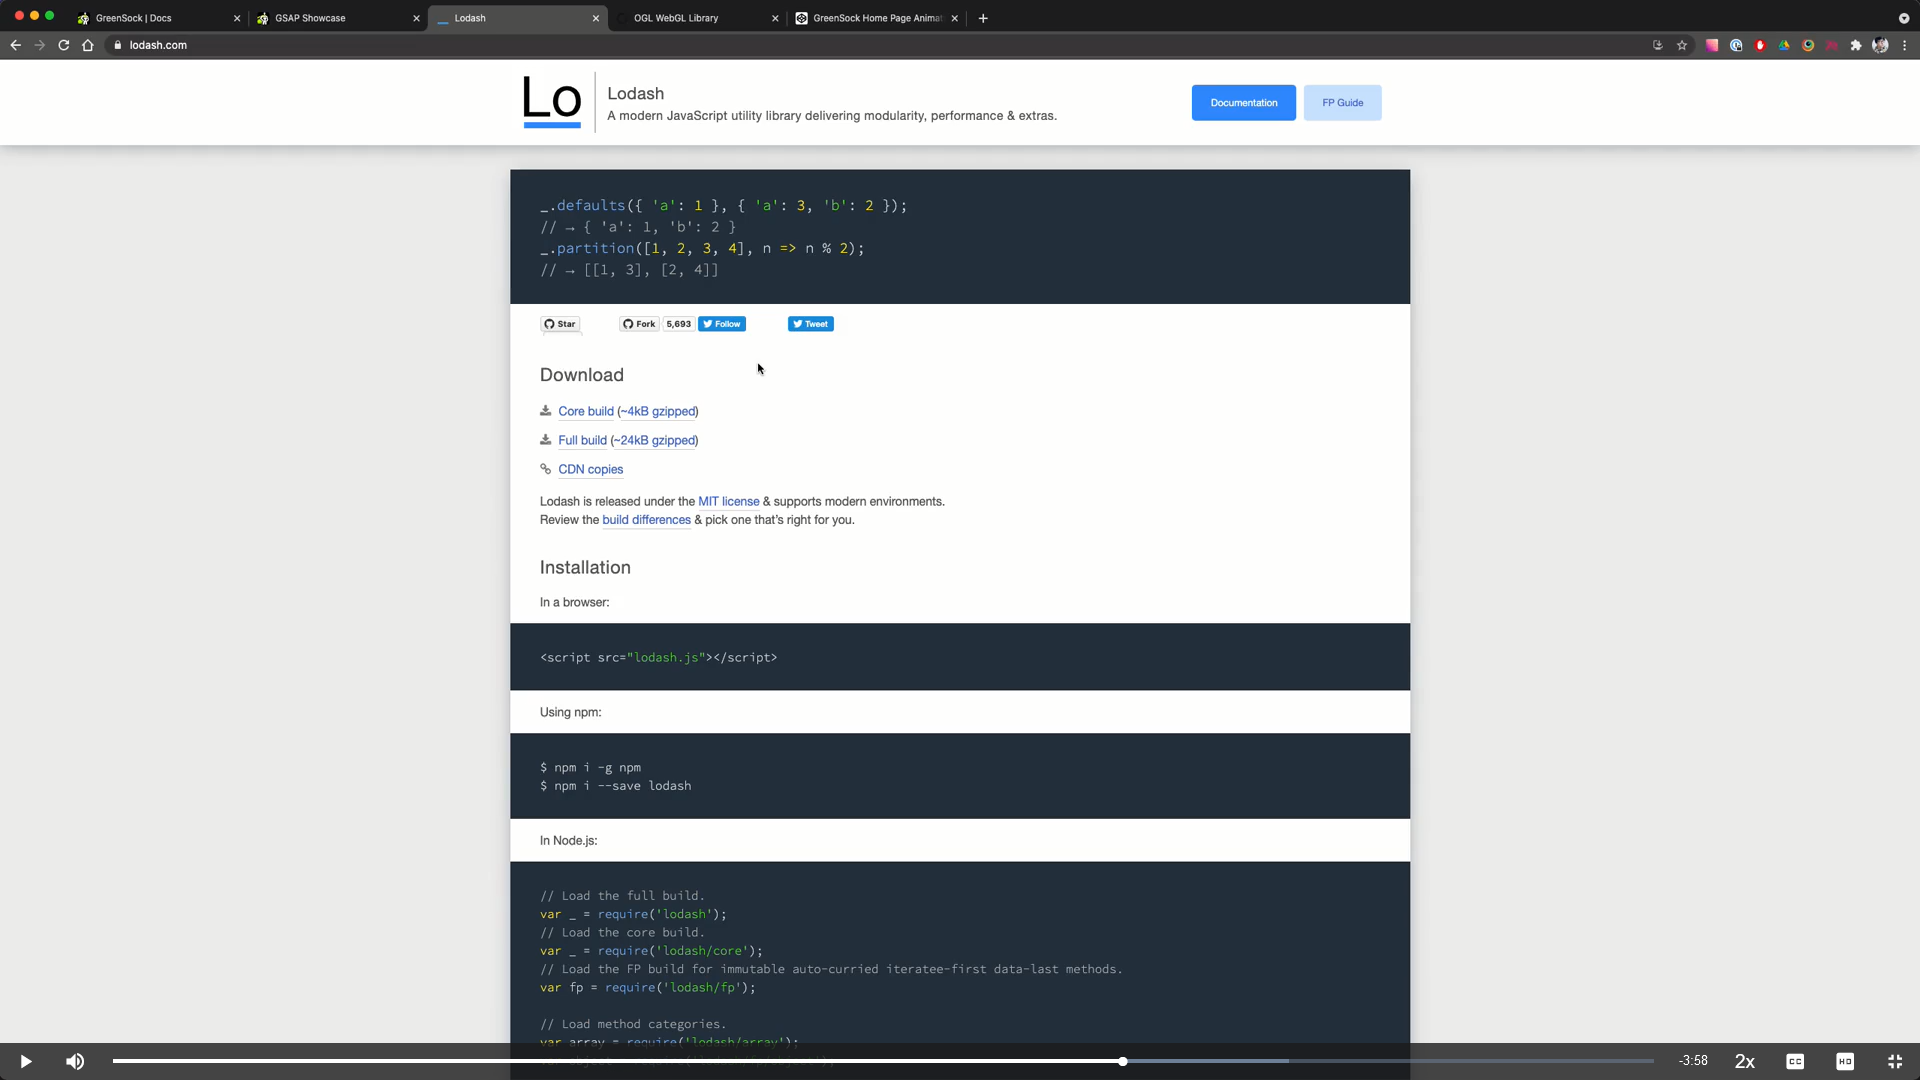 GreenSock | Docs
GSAP Showcase
Lodash
OGL WebGL Library
GreenSock Home Page Animat
lodash.com
Lo
Lodash
A modern JavaScript utility library delivering modularity, performance & extras.
Documentation
FP Guide
_.defaults({ 'a': 1 }, { 'a': 3, 'b': 2 });
// → { 'a': 1, 'b': 2 }
_.partition([1, 2, 3, 4], n => n % 2);
// → [[1, 3], [2, 4]]
Star
Fork
5,693
Follow
Tweet
Download
Core build (~4kB gzipped)
Full build (~24kB gzipped)
CDN copies
Lodash is released under the MIT license & supports modern environments.
Review the build differences & pick one that's right for you.
Installation
In a browser:
<script src="lodash.js"></script>
Using npm:
$ npm i -g npm
$ npm i --save lodash
In Node.js:
// Load the full build.
var _ = require('lodash');
// Load the core build.
var _ = require('lodash/core');
// Load the FP build for immutable auto-curried iteratee-first data-last methods.
var fp = require('lodash/fp');
// Load method categories.
var array = require('lodash/array');
-3:58
2x
CC
HD